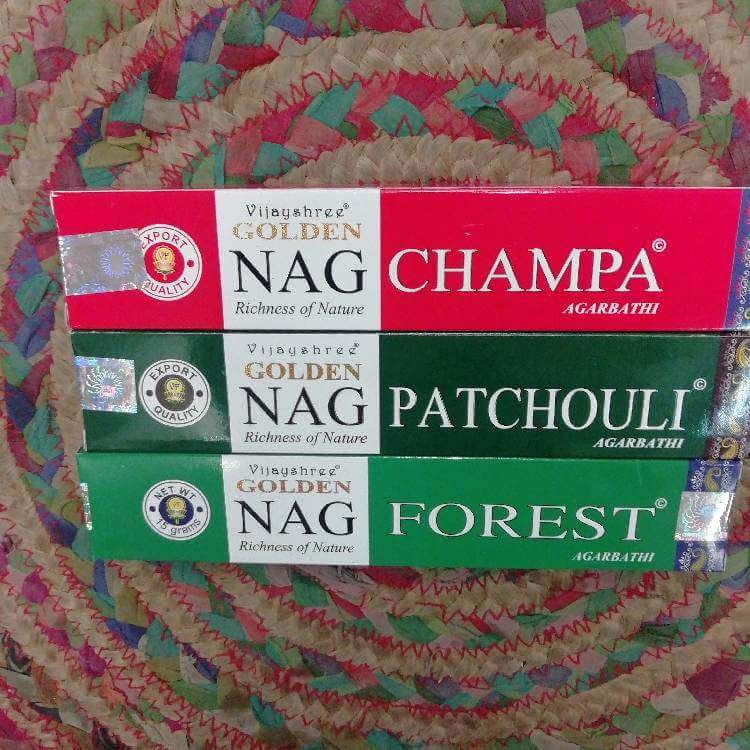 Vijayshree®
GOLDEN
NAG
Richness of Nature
CHAMPA©
AGARBATHI
EXPORT
QUALITY
Vijayshree®
GOLDEN
NAG
Richness of Nature
PATCHOULI©
AGARBATHI
EXPORT
VF
QUALITY
Vijayshree®
GOLDEN
NAG
Richness of Nature
FOREST©
AGARBATHI
NET WT
15 grams